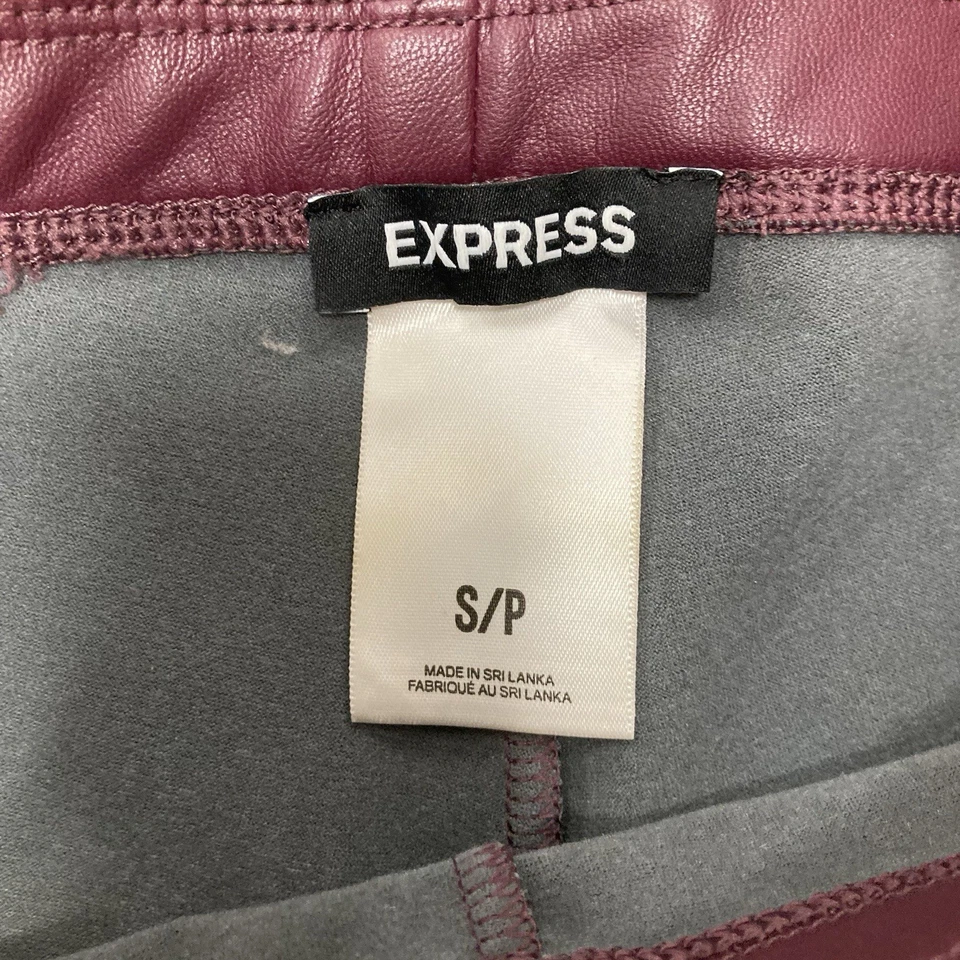 EXPRESS
S/P
MADE IN SRI LANKA
FABRIQUÉ AU SRI LANKA